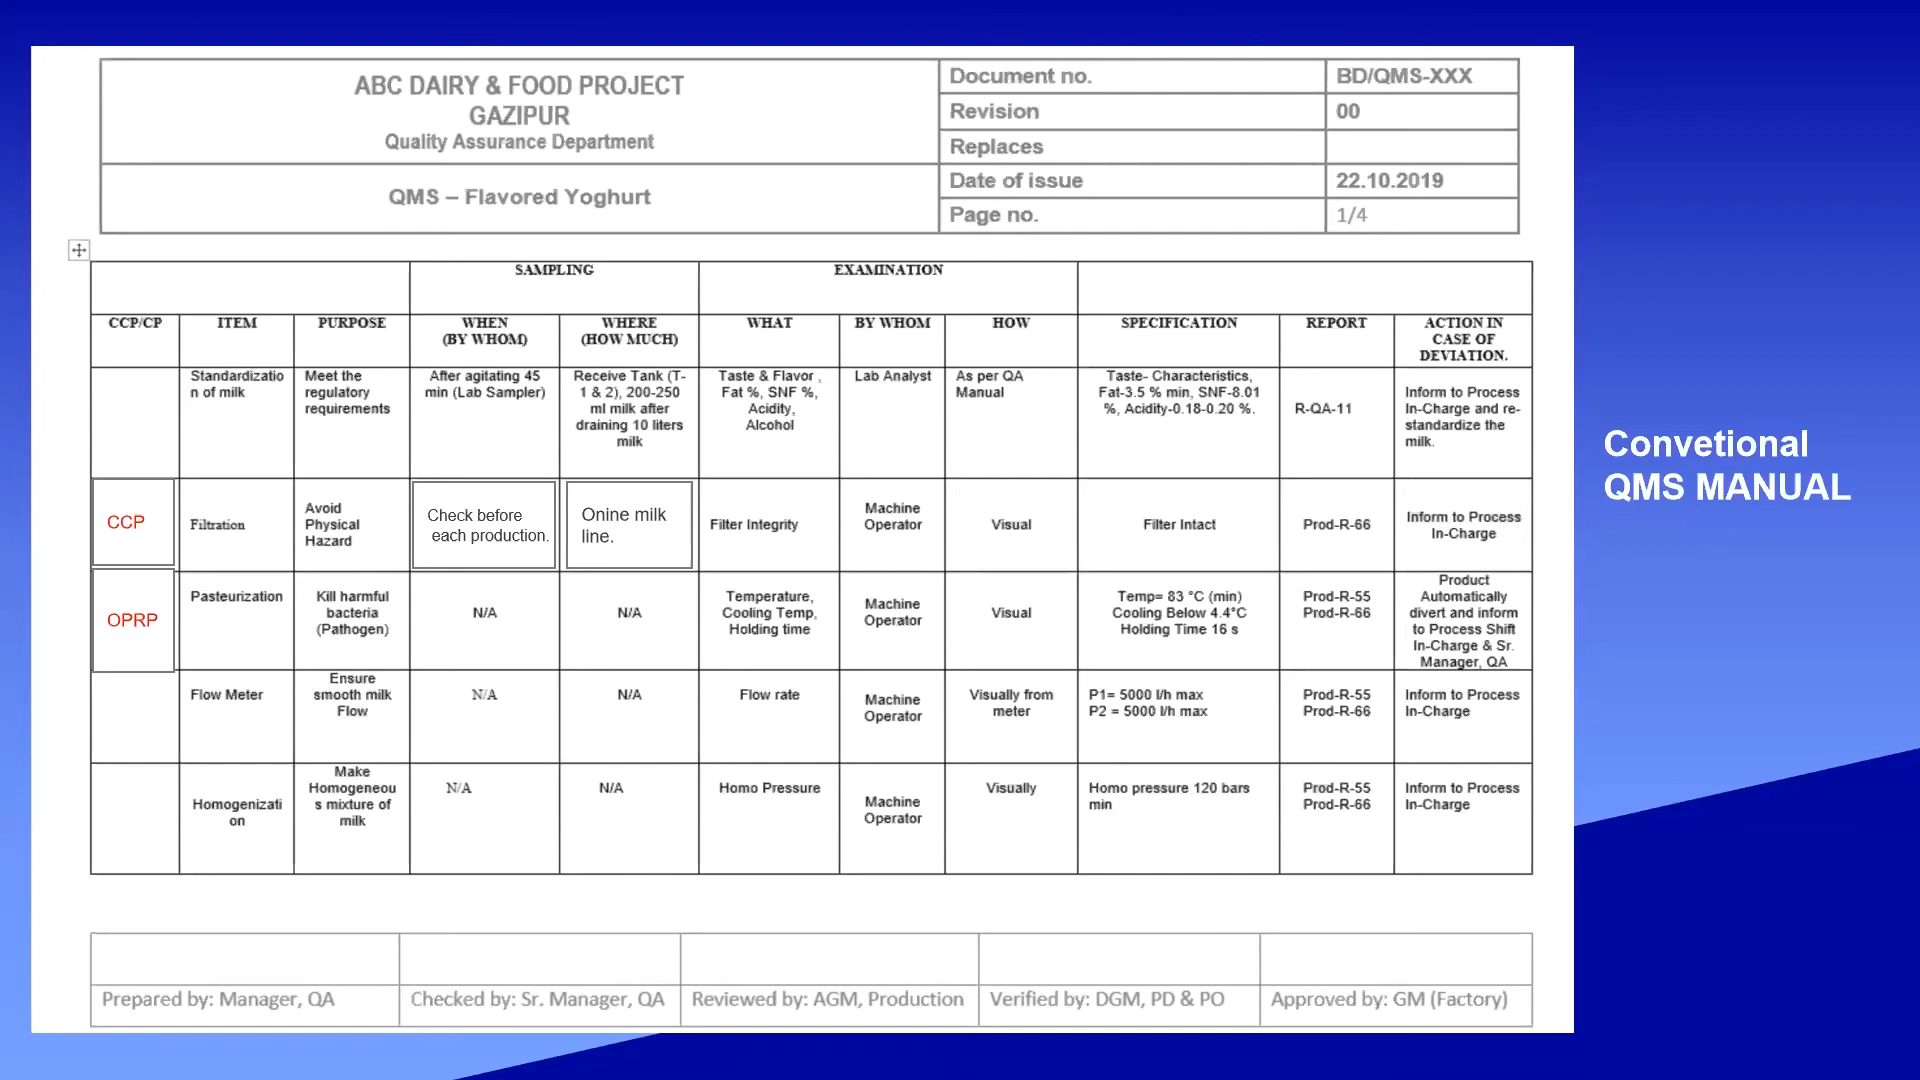 ABC DAIRY & FOOD PROJECT
GAZIPUR
Quality Assurance Department
QMS – Flavored Yoghurt
Document no. BD/QMS-XXX
Revision 00
Replaces
Date of issue 22.10.2019
Page no. 1/4
SAMPLING EXAMINATION
CCP/CP
ITEM
PURPOSE
WHEN
(BY WHOM)
WHERE
(HOW MUCH)
WHAT
BY WHOM
HOW
SPECIFICATION
REPORT
ACTION IN
CASE OF
DEVIATION.
Standardizatio
n of milk
Meet the
regulatory
requirements
After agitating 45
min (Lab Sampler)
Receive Tank (T-
1 & 2), 200-250
ml milk after
draining 10 liters
milk
Taste & Flavor ,
Fat %, SNF %,
Acidity,
Alcohol
Lab Analyst
As per QA
Manual
Taste- Characteristics,
Fat-3.5 % min, SNF-8.01
%, Acidity-0.18-0.20 %.
R-QA-11
Inform to Process
In-Charge and re-
standardize the
milk.
CCP
Filtration
Avoid
Physical
Hazard
Check before
each production.
Onine milk
line.
Filter Integrity
Machine
Operator
Visual
Filter Intact
Prod-R-66
Inform to Process
In-Charge
OPRP
Pasteurization
Kill harmful
bacteria
(Pathogen)
N/A
N/A
Temperature,
Cooling Temp,
Holding time
Machine
Operator
Visual
Temp= 83 °C (min)
Cooling Below 4.4°C
Holding Time 16 s
Prod-R-55
Prod-R-66
Product
Automatically
divert and inform
to Process Shift
In-Charge & Sr.
Manager, QA
Flow Meter
Ensure
smooth milk
Flow
N/A
N/A
Flow rate
Machine
Operator
Visually from
meter
P1= 5000 l/h max
P2 = 5000 l/h max
Prod-R-55
Prod-R-66
Inform to Process
In-Charge
Homogenizati
on
Make
Homogeneou
s mixture of
milk
N/A
N/A
Homo Pressure
Machine
Operator
Visually
Homo pressure 120 bars
min
Prod-R-55
Prod-R-66
Inform to Process
In-Charge
Prepared by: Manager, QA
Checked by: Sr. Manager, QA
Reviewed by: AGM, Production
Verified by: DGM, PD & PO
Approved by: GM (Factory)
Convetional
QMS MANUAL